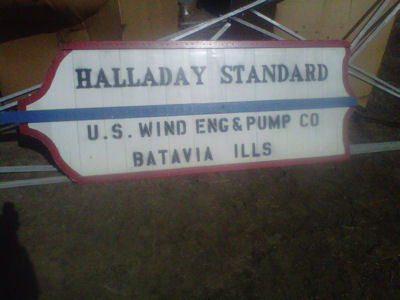 HALLADAY STANDARD
U.S. WIND ENG & PUMP CO
BATAVIA ILLS